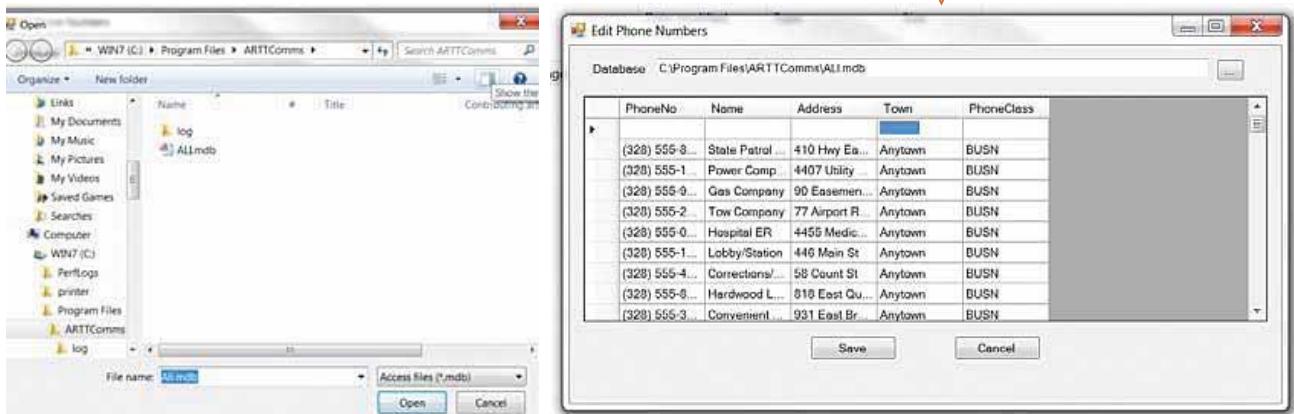 Open
WIN7 (C:) ▸ Program Files ▸ ARTTComms ▸
Search ARTTComms
Organize
New folder
Show the
Name
#
Title
Contributing
Links
My Documents
My Music
My Pictures
My Videos
Saved Games
Searches
Computer
WIN7 (C:)
PerfLogs
printer
Program Files
ARTTComms
log
log
ALI.mdb
File name: ALI.mdb
Access files (*.mdb)
Open
Cancel
Edit Phone Numbers
Database C:\Program Files\ARTTComms\ALI.mdb
...
PhoneNo Name Address Town PhoneClass
(328) 555-8... State Patrol ... 410 Hwy Ea... Anytown BUSN
(328) 555-1... Power Comp... 4407 Utility ... Anytown BUSN
(328) 555-9... Gas Company 90 Easemen... Anytown BUSN
(328) 555-2... Tow Company 77 Airport R... Anytown BUSN
(328) 555-0... Hospital ER 4455 Medic... Anytown BUSN
(328) 555-1... Lobby/Station 446 Main St Anytown BUSN
(328) 555-4... Corrections/... 58 Count St Anytown BUSN
(328) 555-8... Hardwood L... 818 East Qu... Anytown BUSN
(328) 555-3... Convenient ... 931 East Br... Anytown BUSN
Save
Cancel